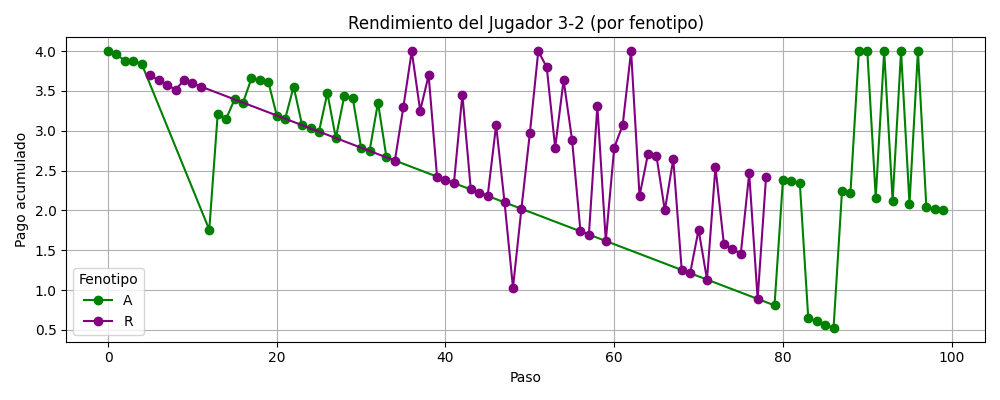 Rendimiento del Jugador 3-2 (por fenotipo)
4.0
3.5
3.0
2.5
2.0
1.5
1.0
0.5
Pago acumulado
Fenotipo
A
R
0 20 40 60 80 100
Paso